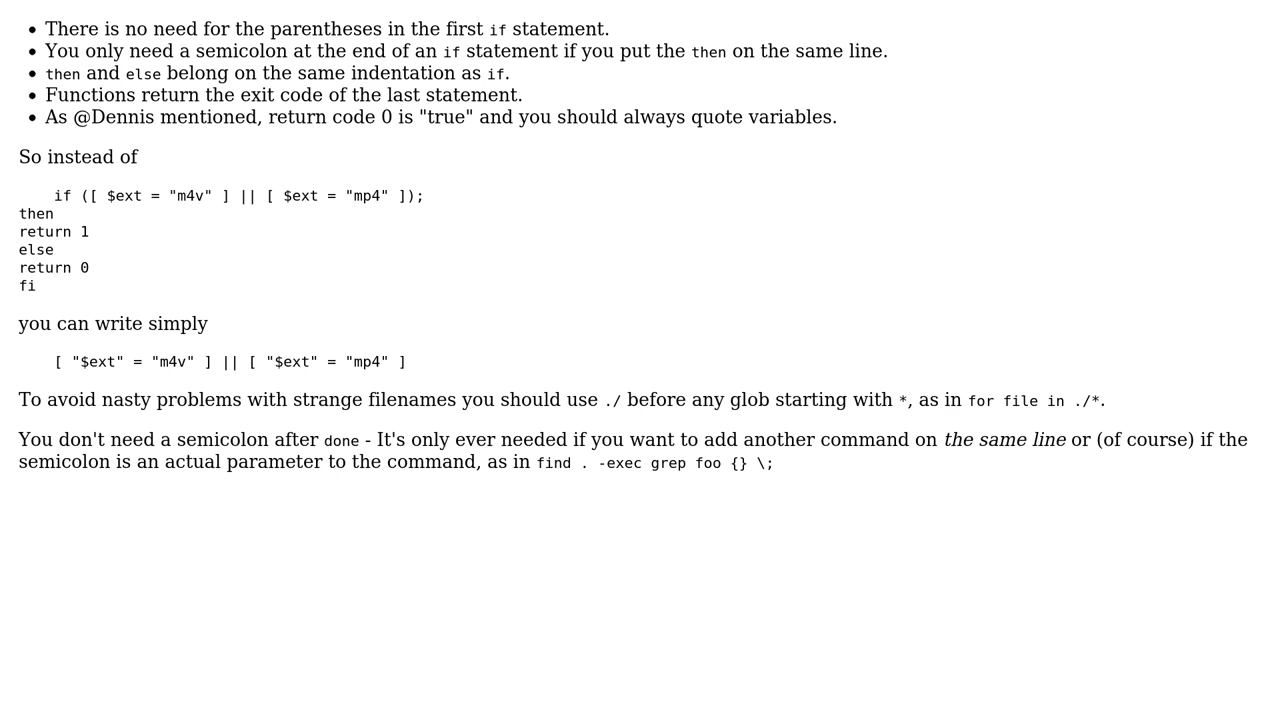 There is no need for the parentheses in the first if statement.
You only need a semicolon at the end of an if statement if you put the then on the same line.
then and else belong on the same indentation as if.
Functions return the exit code of the last statement.
As @Dennis mentioned, return code 0 is "true" and you should always quote variables.
So instead of
if ([ $ext = "m4v" ] || [ $ext = "mp4" ]);
then
return 1
else
return 0
fi
you can write simply
[ "$ext" = "m4v" ] || [ "$ext" = "mp4" ]
To avoid nasty problems with strange filenames you should use ./ before any glob starting with *, as in for file in ./*.
You don't need a semicolon after done - It's only ever needed if you want to add another command on the same line or (of course) if the
semicolon is an actual parameter to the command, as in find . -exec grep foo {} \;